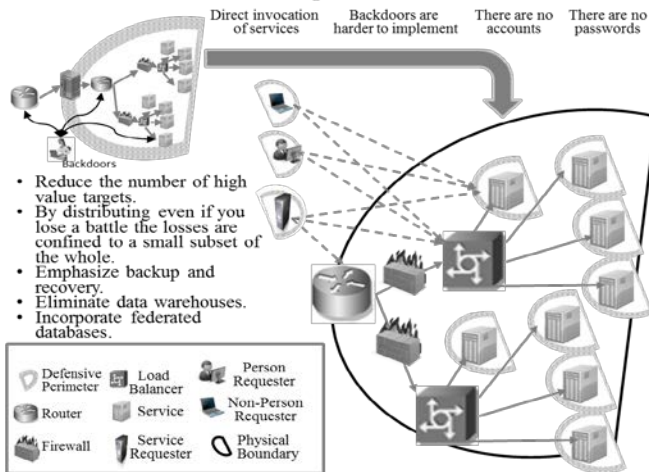 Direct invocation
of services
Backdoors are
harder to implement
There are no
accounts
There are no
passwords
Backdoors
• Reduce the number of high
value targets.
• By distributing even if you
lose a battle the losses are
confined to a small subset of
the whole.
• Emphasize backup and
recovery.
• Eliminate data warehouses.
• Incorporate federated
databases.
Defensive
Perimeter
Load
Balancer
Person
Requester
Router
Service
Non-Person
Requester
Firewall
Service
Requester
Physical
Boundary